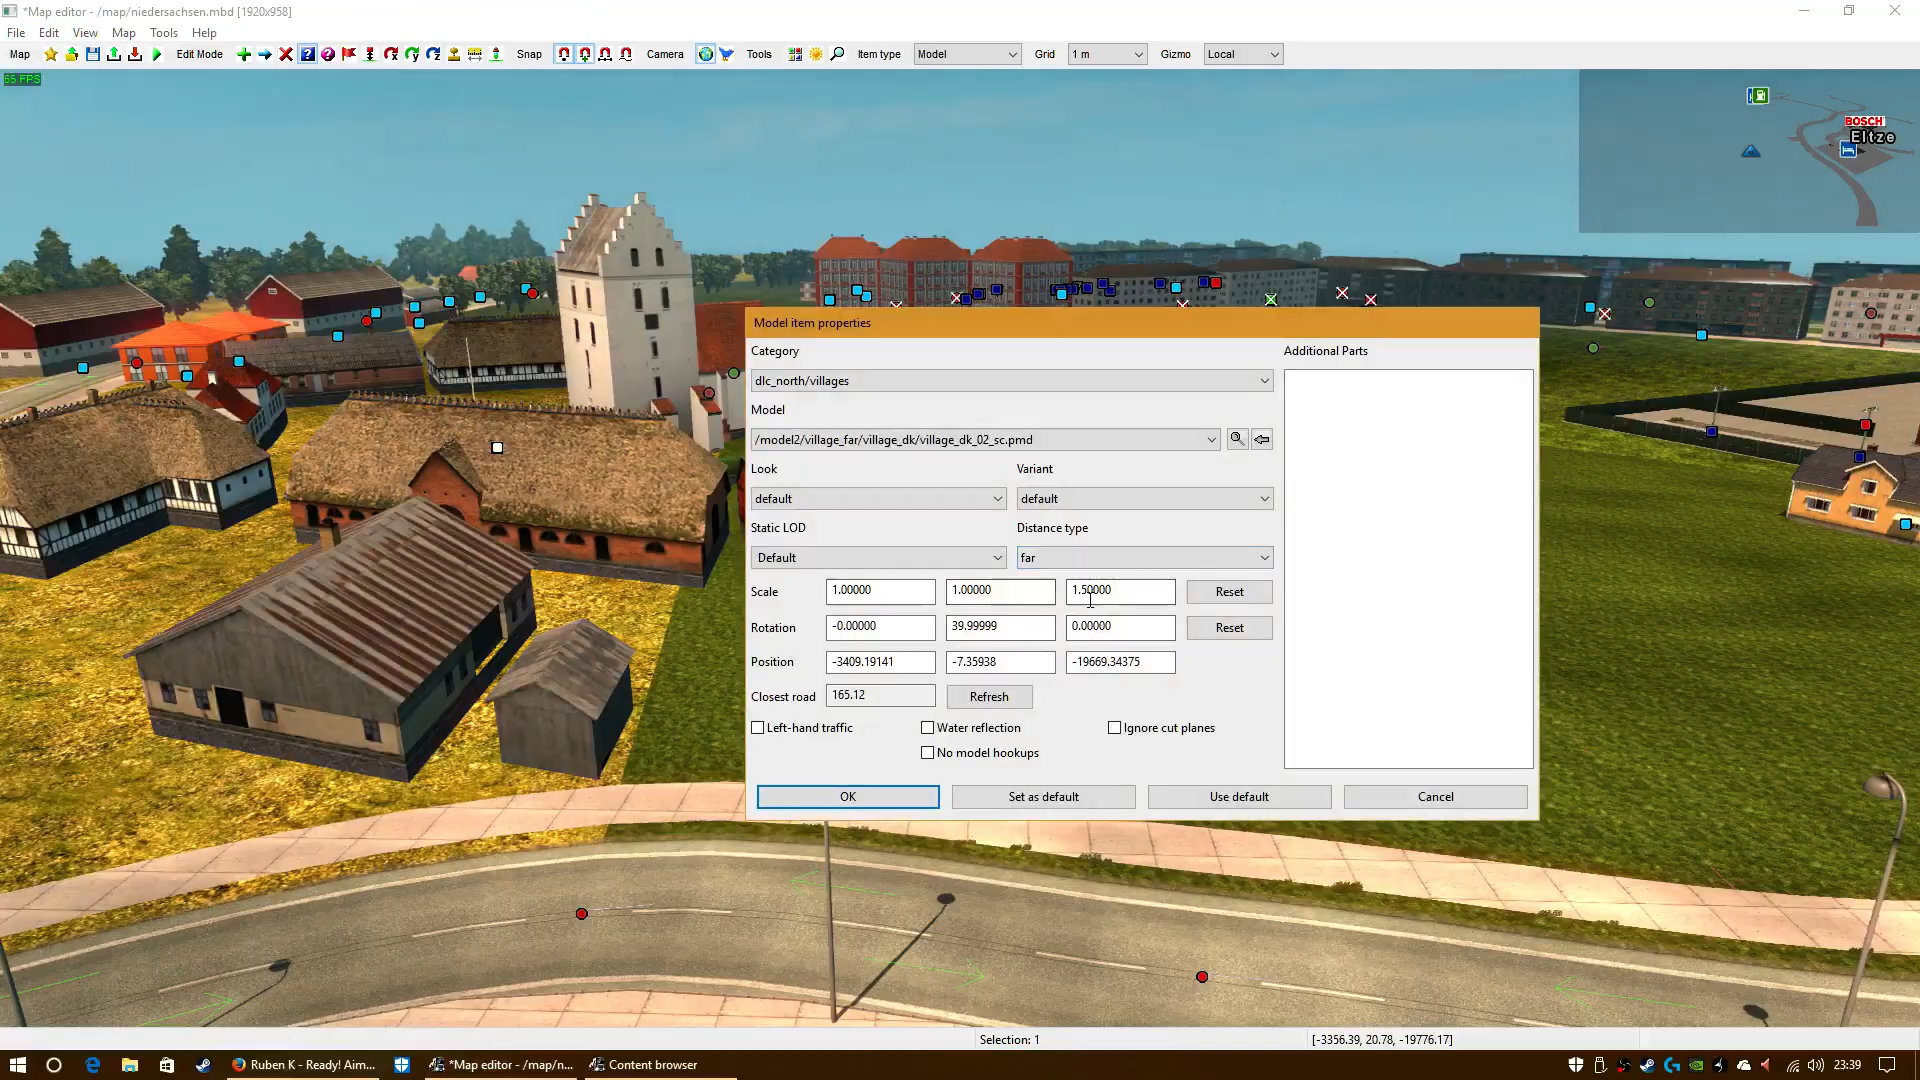 *Map editor - /map/niedersachsen.mbd [1920x958]
File Edit View Map Tools Help
Map Edit Mode Snap Camera Tools Item type Model Grid 1 m Gizmo Local
55 FPS
BOSCH
Eltze
Model item properties
Category
Additional Parts
dlc_north/villages
Model
/model2/village_far/village_dk/village_dk_02_sc.pmd
Look Variant
default default
Static LOD Distance type
Default far
Scale 1.00000 1.00000 1.50000 Reset
Rotation -0.00000 39.99999 0.00000 Reset
Position -3409.19141 -7.35938 -19669.34375
Closest road 165.12 Refresh
Left-hand traffic Water reflection Ignore cut planes
No model hookups
OK Set as default Use default Cancel
Selection: 1 [-3356.39, 20.78, -19776.17]
Ruben K - Ready! Aim... *Map editor - /map/n... Content browser 23:39